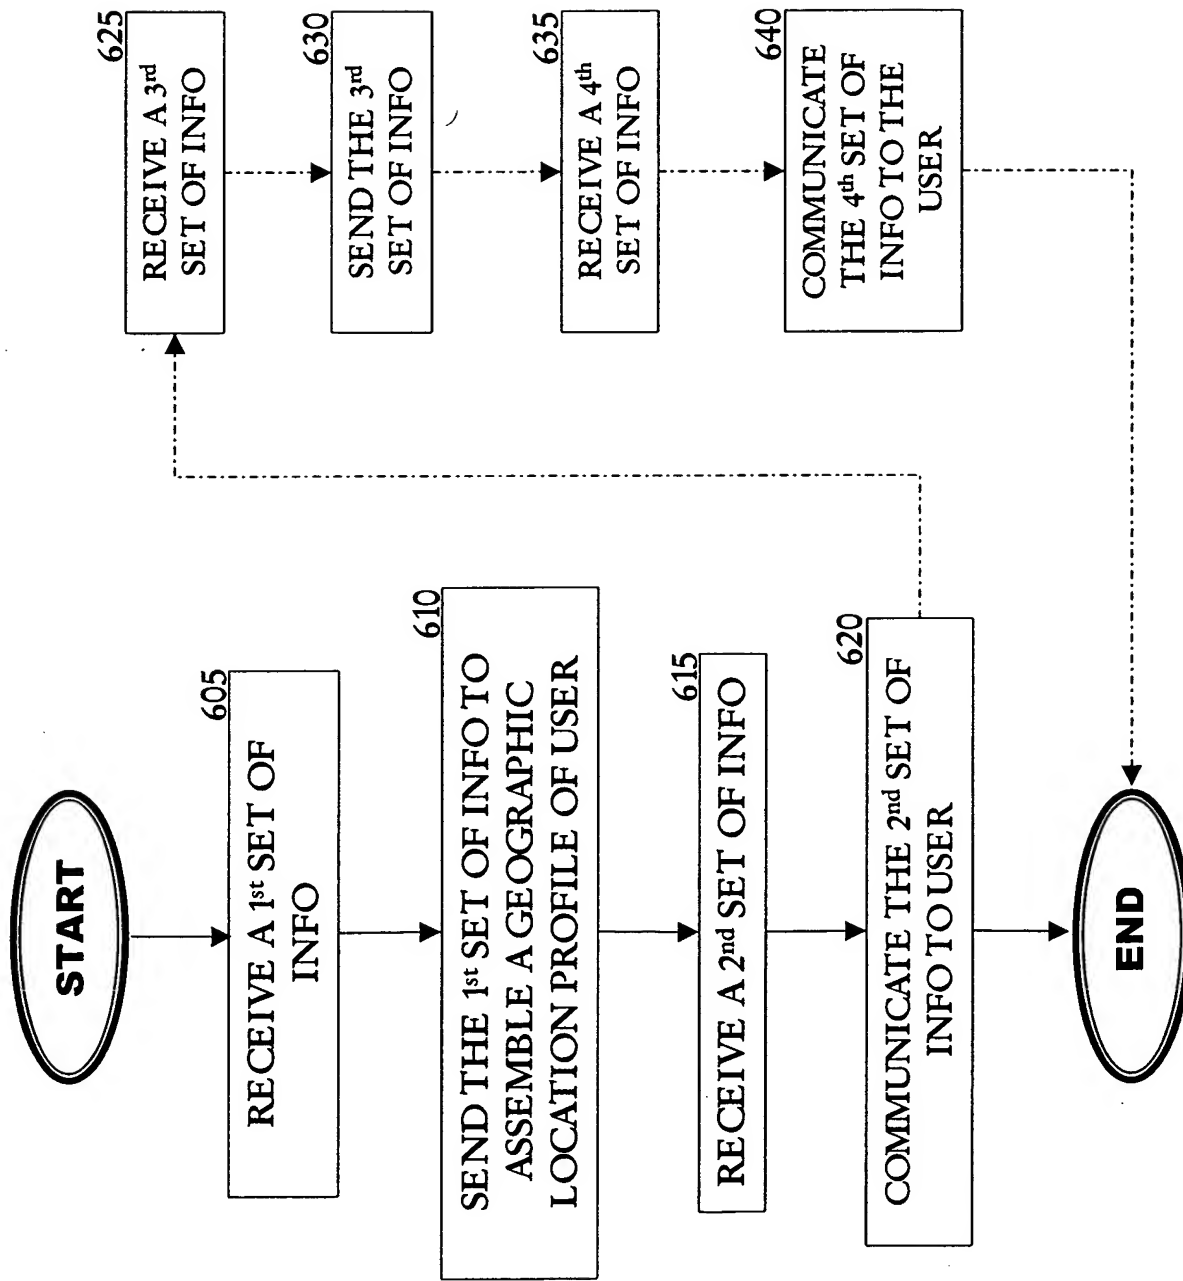 START
605
RECEIVE A 1st SET OF
INFO
610
SEND THE 1st SET OF INFO TO
ASSEMBLE A GEOGRAPHIC
LOCATION PROFILE OF USER
615
RECEIVE A 2nd SET OF INFO
620
COMMUNICATE THE 2nd SET OF
INFO TO USER
END
625
RECEIVE A 3rd
SET OF INFO
630
SEND THE 3rd
SET OF INFO
635
RECEIVE A 4th
SET OF INFO
640
COMMUNICATE
THE 4th SET OF
INFO TO THE
USER